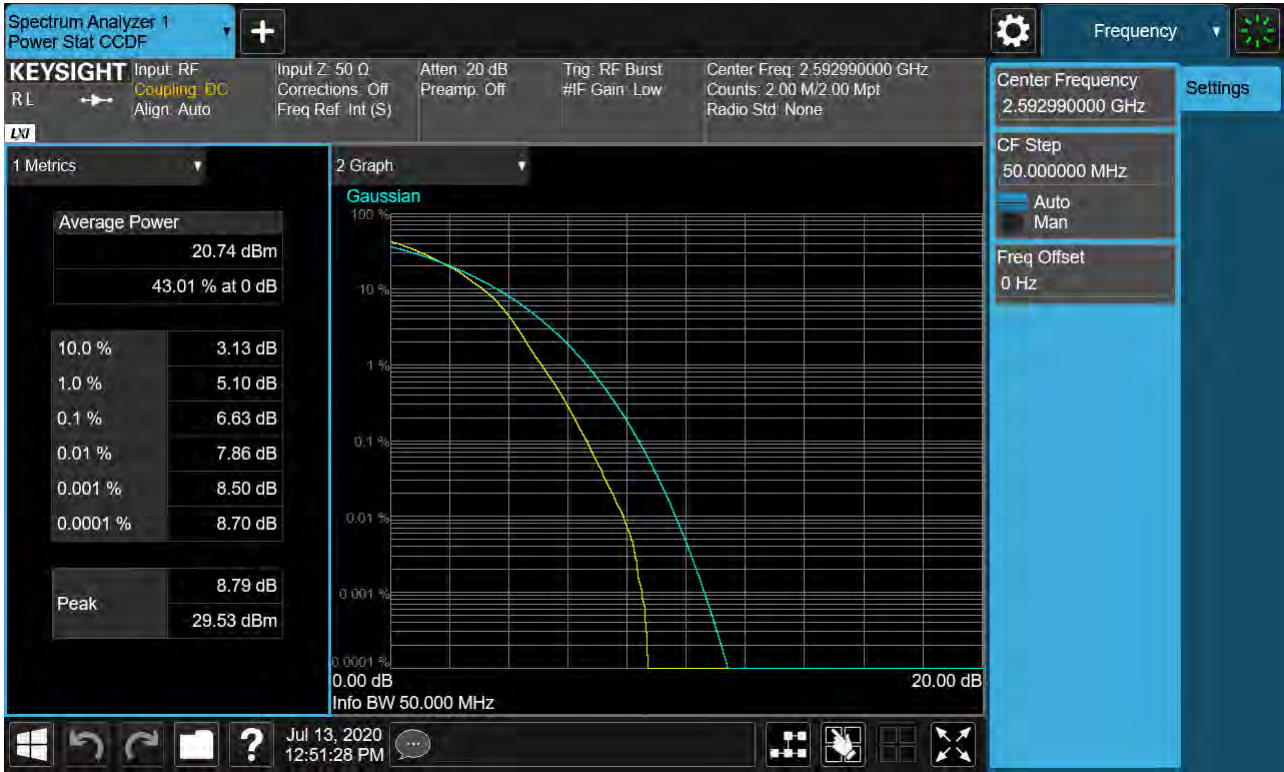 Spectrum Analyzer 1
Power Stat CCDF
Frequency
KEYSIGHT
RL
LXI
Input: RF
Coupling: DC
Align: Auto
Input Z: 50 Ω
Corrections: Off
Freq Ref: Int (S)
Atten: 20 dB
Preamp: Off
Trig: RF Burst
#IF Gain: Low
Center Freq: 2.592990000 GHz
Counts: 2.00 M/2.00 Mpt
Radio Std: None
Center Frequency
2.592990000 GHz
Settings
CF Step
50.000000 MHz
Auto
Man
Freq Offset
0 Hz
1 Metrics
Average Power
20.74 dBm
43.01 % at 0 dB
10.0 % 3.13 dB
1.0 % 5.10 dB
0.1 % 6.63 dB
0.01 % 7.86 dB
0.001 % 8.50 dB
0.0001 % 8.70 dB
Peak 8.79 dB
29.53 dBm
2 Graph
Gaussian
100 %
10 %
1 %
0.1 %
0.01 %
0.001 %
0.0001 %
0.00 dB 20.00 dB
Info BW 50.000 MHz
?
Jul 13, 2020
12:51:28 PM